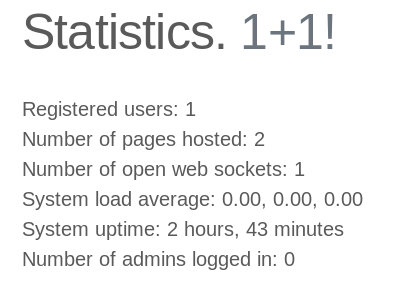 Statistics. 1+1!
Registered users: 1
Number of pages hosted: 2
Number of open web sockets: 1
System load average: 0.00, 0.00, 0.00
System uptime: 2 hours, 43 minutes
Number of admins logged in: 0